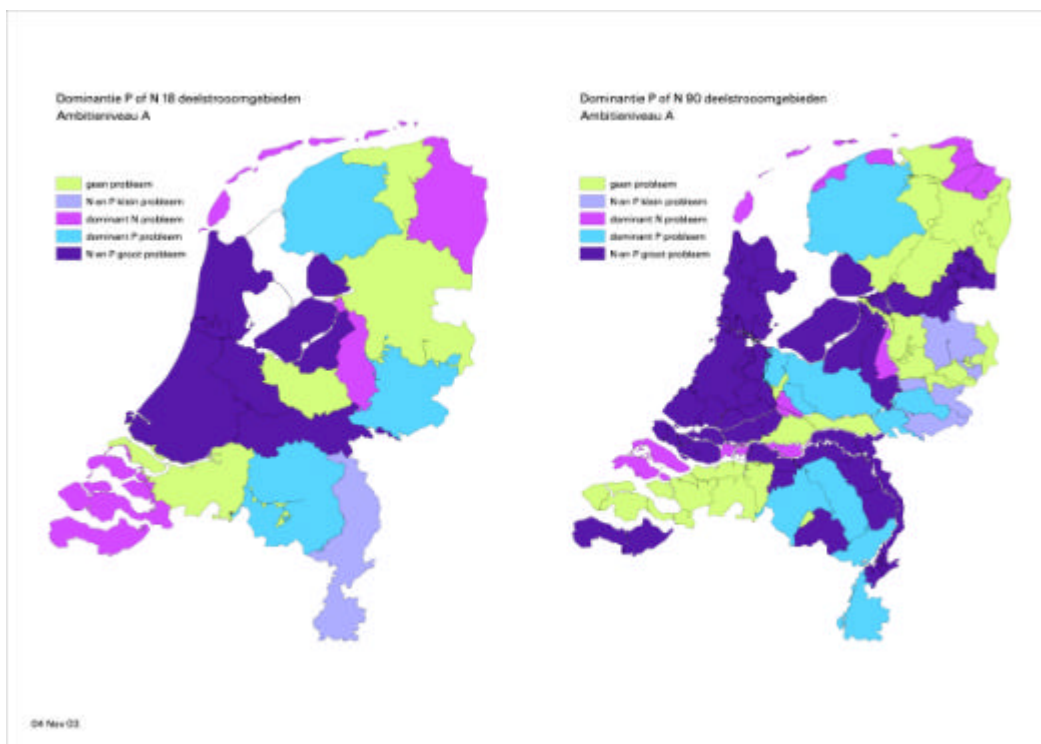 Dominantie P of N 18 deelstroomgebieden
Ambitieniveau A
geen probleem
N en P klein probleem
dominant N probleem
dominant P probleem
N en P groot probleem
Dominantie P of N 90 deelstroomgebieden
Ambitieniveau A
geen probleem
N en P klein probleem
dominant N probleem
dominant P probleem
N en P groot probleem
04 Nov 03